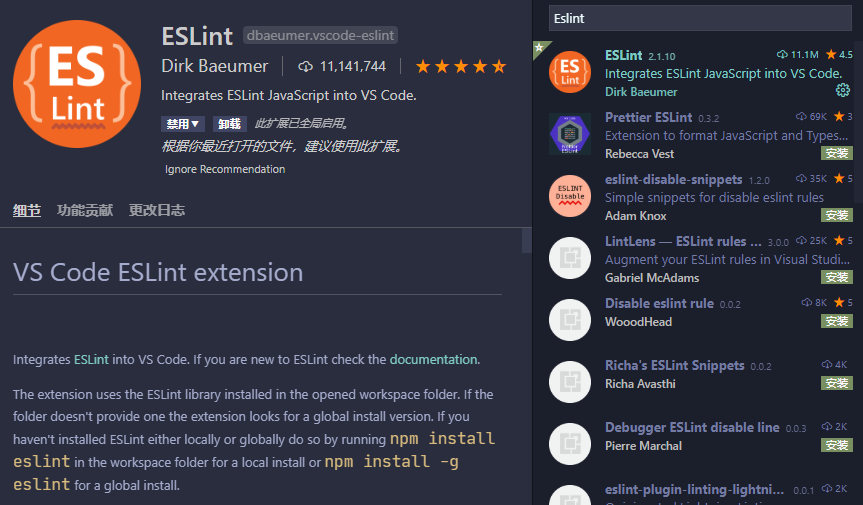 ES
Lint
ESLint dbaeumer.vscode-eslint
Dirk Baeumer 11,141,744
Integrates ESLint JavaScript into VS Code.
禁用 卸载 此扩展已全局启用。
根据你最近打开的文件，建议使用此扩展。
Ignore Recommendation
细节 功能贡献 更改日志
VS Code ESLint extension
Integrates ESLint into VS Code. If you are new to ESLint check the documentation.
The extension uses the ESLint library installed in the opened workspace folder. If the
folder doesn't provide one the extension looks for a global install version. If you
haven't installed ESLint either locally or globally do so by running npm install
eslint in the workspace folder for a local install or npm install -g
eslint for a global install.
Eslint
ES
Lint
ESLint 2.1.10 11.1M 4.5
Integrates ESLint JavaScript into VS Code.
Dirk Baeumer
Prettier ESLint 0.3.2 69K 3
Extension to format JavaScript and Types...
Rebecca Vest 安装
ESLINT
Disable
eslint-disable-snippets 1.2.0 35K 5
Simple snippets for disable eslint rules
Adam Knox 安装
LintLens — ESLint rules ... 3.0.0 25K 5
Augment your ESLint rules in Visual Studi...
Gabriel McAdams 安装
Disable eslint rule 0.0.2 8K 5
WooodHead 安装
Richa's ESLint Snippets 0.0.2 4K
Richa Avasthi 安装
Debugger ESLint disable line 0.0.3 2K
Pierre Marchal 安装
eslint-plugin-linting-lightni... 0.0.1 2K